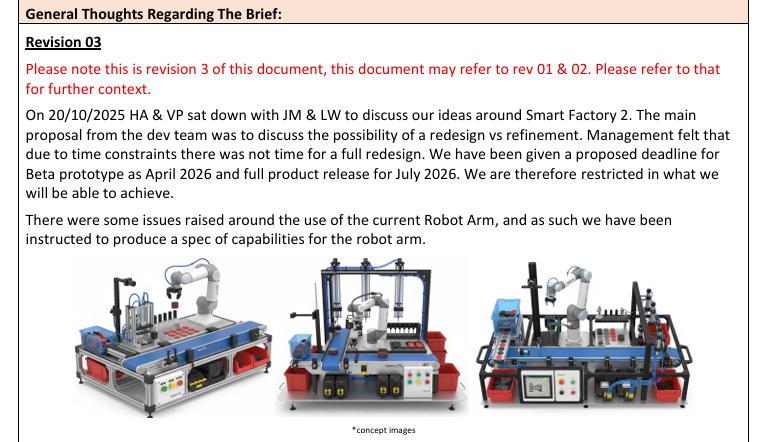 General Thoughts Regarding The Brief:
Revision 03
Please note this is revision 3 of this document, this document may refer to rev 01 & 02. Please refer to that
for further context.
On 20/10/2025 HA & VP sat down with JM & LW to discuss our ideas around Smart Factory 2. The main
proposal from the dev team was to discuss the possibility of a redesign vs refinement. Management felt that
due to time constraints there was not time for a full redesign. We have been given a proposed deadline for
Beta prototype as April 2026 and full product release for July 2026. We are therefore restricted in what we
will be able to achieve.
There were some issues raised around the use of the current Robot Arm, and as such we have been
instructed to produce a spec of capabilities for the robot arm.
*concept images